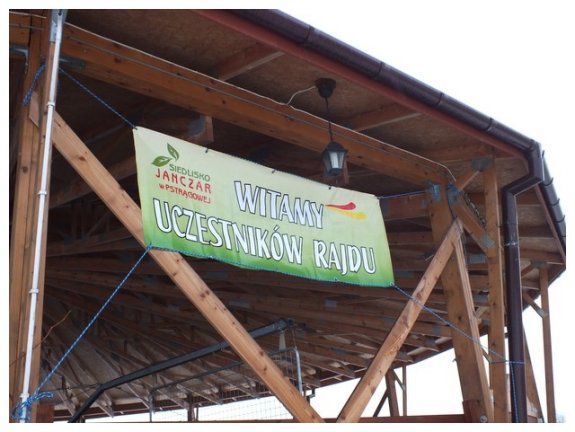 SIEDLISKO
JANCZAR
w PSTRĄGOWEJ
WITAMY
UCZESTNIKÓW RAJDU